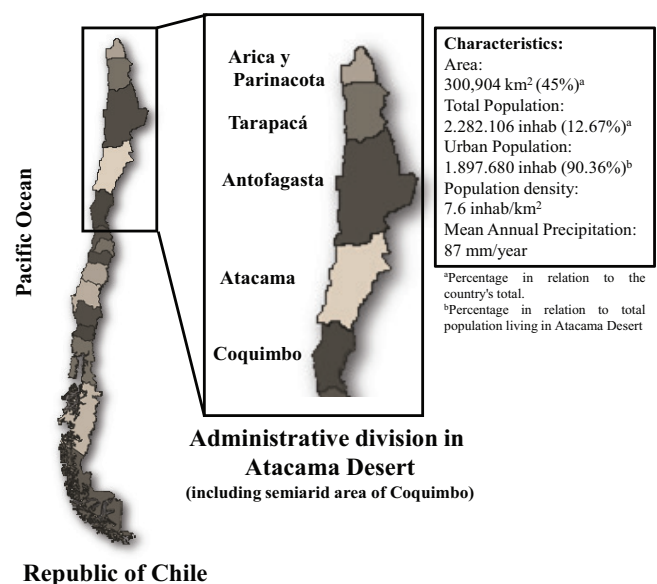 Pacific Ocean
Arica y
Parinacota
Tarapacá
Antofagasta
Atacama
Coquimbo
Characteristics:
Area:
300,904 km² (45%)ᵃ
Total Population:
2.282.106 inhab (12.67%)ᵃ
Urban Population:
1.897.680 inhab (90.36%)ᵇ
Population density:
7.6 inhab/km²
Mean Annual Precipitation:
87 mm/year
ᵃPercentage in relation to the
country's total.
ᵇPercentage in relation to total
population living in Atacama Desert
Administrative division in
Atacama Desert
(including semiarid area of Coquimbo)
Republic of Chile